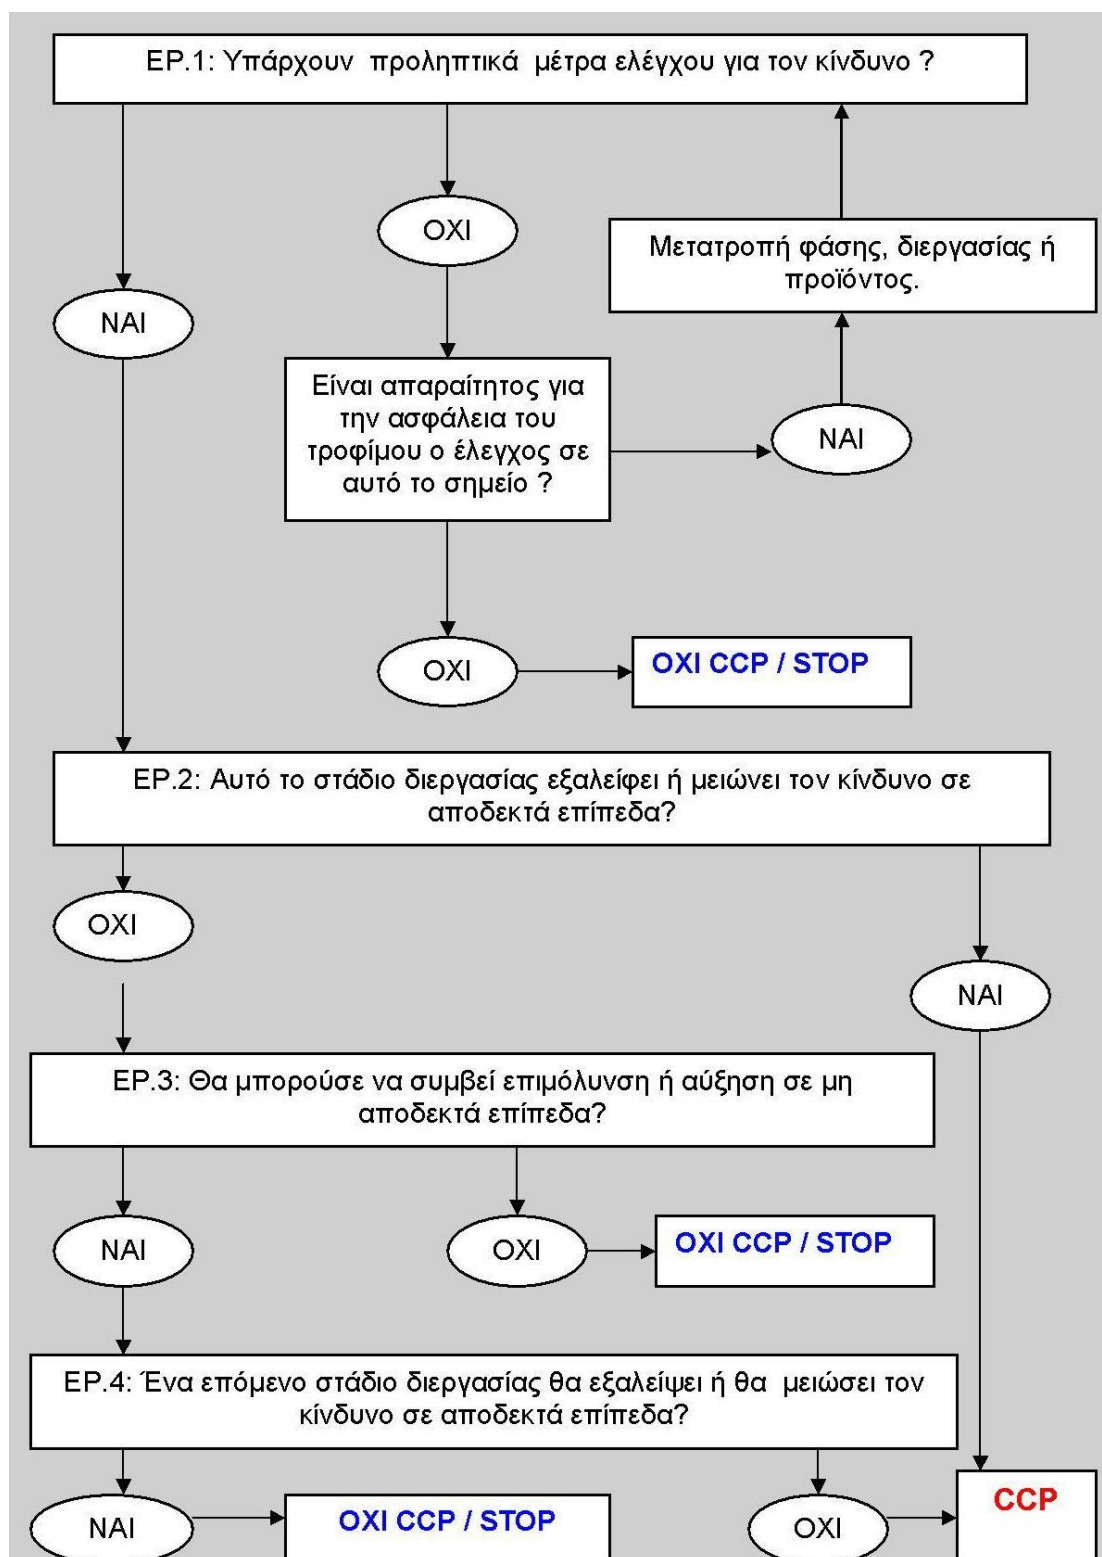 ΕΡ.1: Υπάρχουν προληπτικά μέτρα ελέγχου για τον κίνδυνο ?
ΟΧΙ
Μετατροπή φάσης, διεργασίας ή
προϊόντος.
ΝΑΙ
Είναι απαραίτητος για
την ασφάλεια του
τροφίμου ο έλεγχος σε
αυτό το σημείο ?
ΝΑΙ
ΟΧΙ
ΟΧΙ CCP / STOP
ΕΡ.2: Αυτό το στάδιο διεργασίας εξαλείφει ή μειώνει τον κίνδυνο σε
αποδεκτά επίπεδα?
ΟΧΙ
ΝΑΙ
ΕΡ.3: Θα μπορούσε να συμβεί επιμόλυνση ή αύξηση σε μη
αποδεκτά επίπεδα?
ΝΑΙ
ΟΧΙ
ΟΧΙ CCP / STOP
ΕΡ.4: Ένα επόμενο στάδιο διεργασίας θα εξαλείψει ή θα μειώσει τον
κίνδυνο σε αποδεκτά επίπεδα?
ΝΑΙ
ΟΧΙ CCP / STOP
ΟΧΙ
CCP